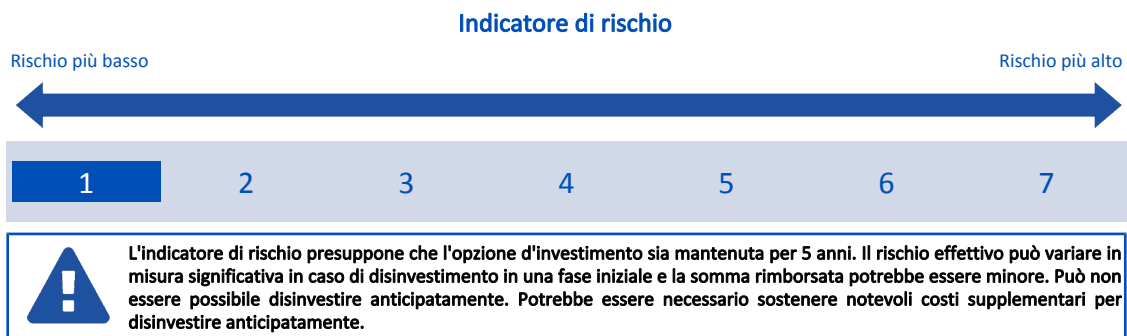 Indicatore di rischio
Rischio più basso
Rischio più alto
1 2 3 4 5 6 7
L'indicatore di rischio presuppone che l'opzione d'investimento sia mantenuta per 5 anni. Il rischio effettivo può variare in
misura significativa in caso di disinvestimento in una fase iniziale e la somma rimborsata potrebbe essere minore. Può non
essere possibile disinvestire anticipatamente. Potrebbe essere necessario sostenere notevoli costi supplementari per
disinvestire anticipatamente.